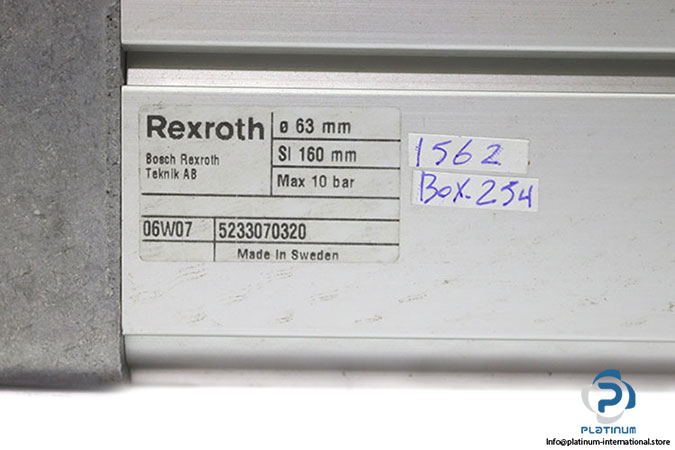 Rexroth
Bosch Rexroth
Teknik AB
ø 63 mm
Sl 160 mm
Max 10 bar
06W07 5233070320
Made in Sweden
1562
Box-254
PLATINUM
Info@platinum-international.store